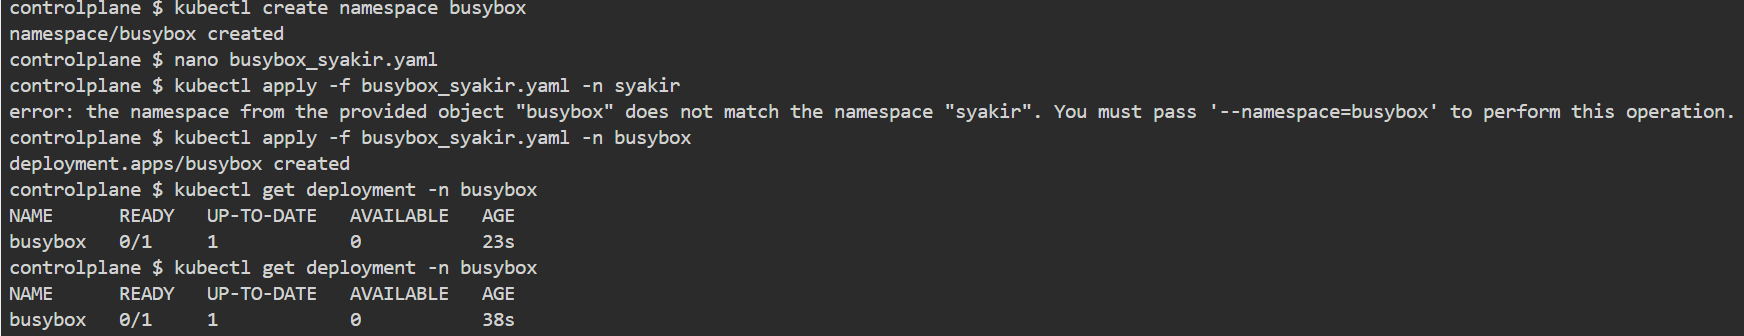 controlplane $ kubectl create namespace busybox
namespace/busybox created
controlplane $ nano busybox_syakir.yaml
controlplane $ kubectl apply -f busybox_syakir.yaml -n syakir
error: the namespace from the provided object "busybox" does not match the namespace "syakir". You must pass '--namespace=busybox' to perform this operation.
controlplane $ kubectl apply -f busybox_syakir.yaml -n busybox
deployment.apps/busybox created
controlplane $ kubectl get deployment -n busybox
NAME      READY   UP-TO-DATE   AVAILABLE   AGE
busybox   0/1     1            0           23s
controlplane $ kubectl get deployment -n busybox
NAME      READY   UP-TO-DATE   AVAILABLE   AGE
busybox   0/1     1            0           38s